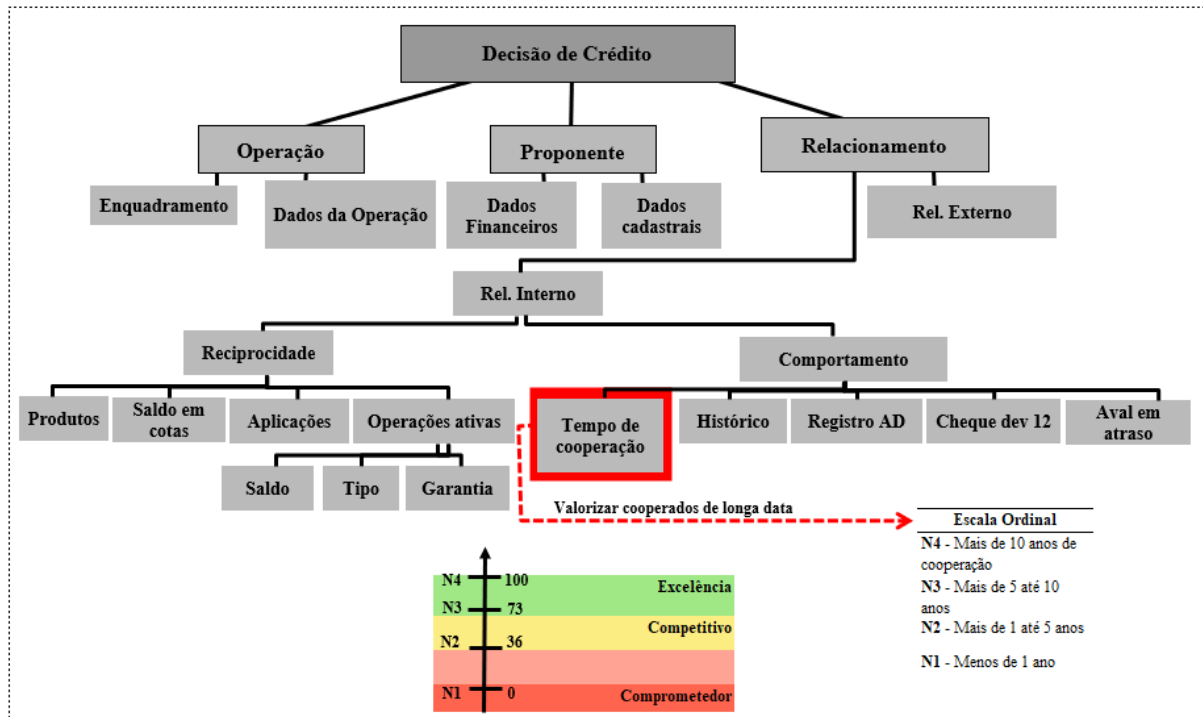 Decisão de Crédito
Operação
Proponente
Relacionamento
Enquadramento
Dados da Operação
Dados
Financeiros
Dados
cadastrais
Rel. Externo
Rel. Interno
Reciprocidade
Comportamento
Produtos
Saldo em
cotas
Aplicações
Operações ativas
Tempo de
cooperação
Histórico
Registro AD
Cheque dev 12
Aval em
atraso
Saldo
Tipo
Garantia
Valorizar cooperados de longa data
Escala Ordinal
N4 - Mais de 10 anos de
cooperação
N3 - Mais de 5 até 10
anos
N2 - Mais de 1 até 5 anos
N1 - Menos de 1 ano
N4 100 Excelência
N3 73
Competitivo
N2 36
N1 0 Comprometedor